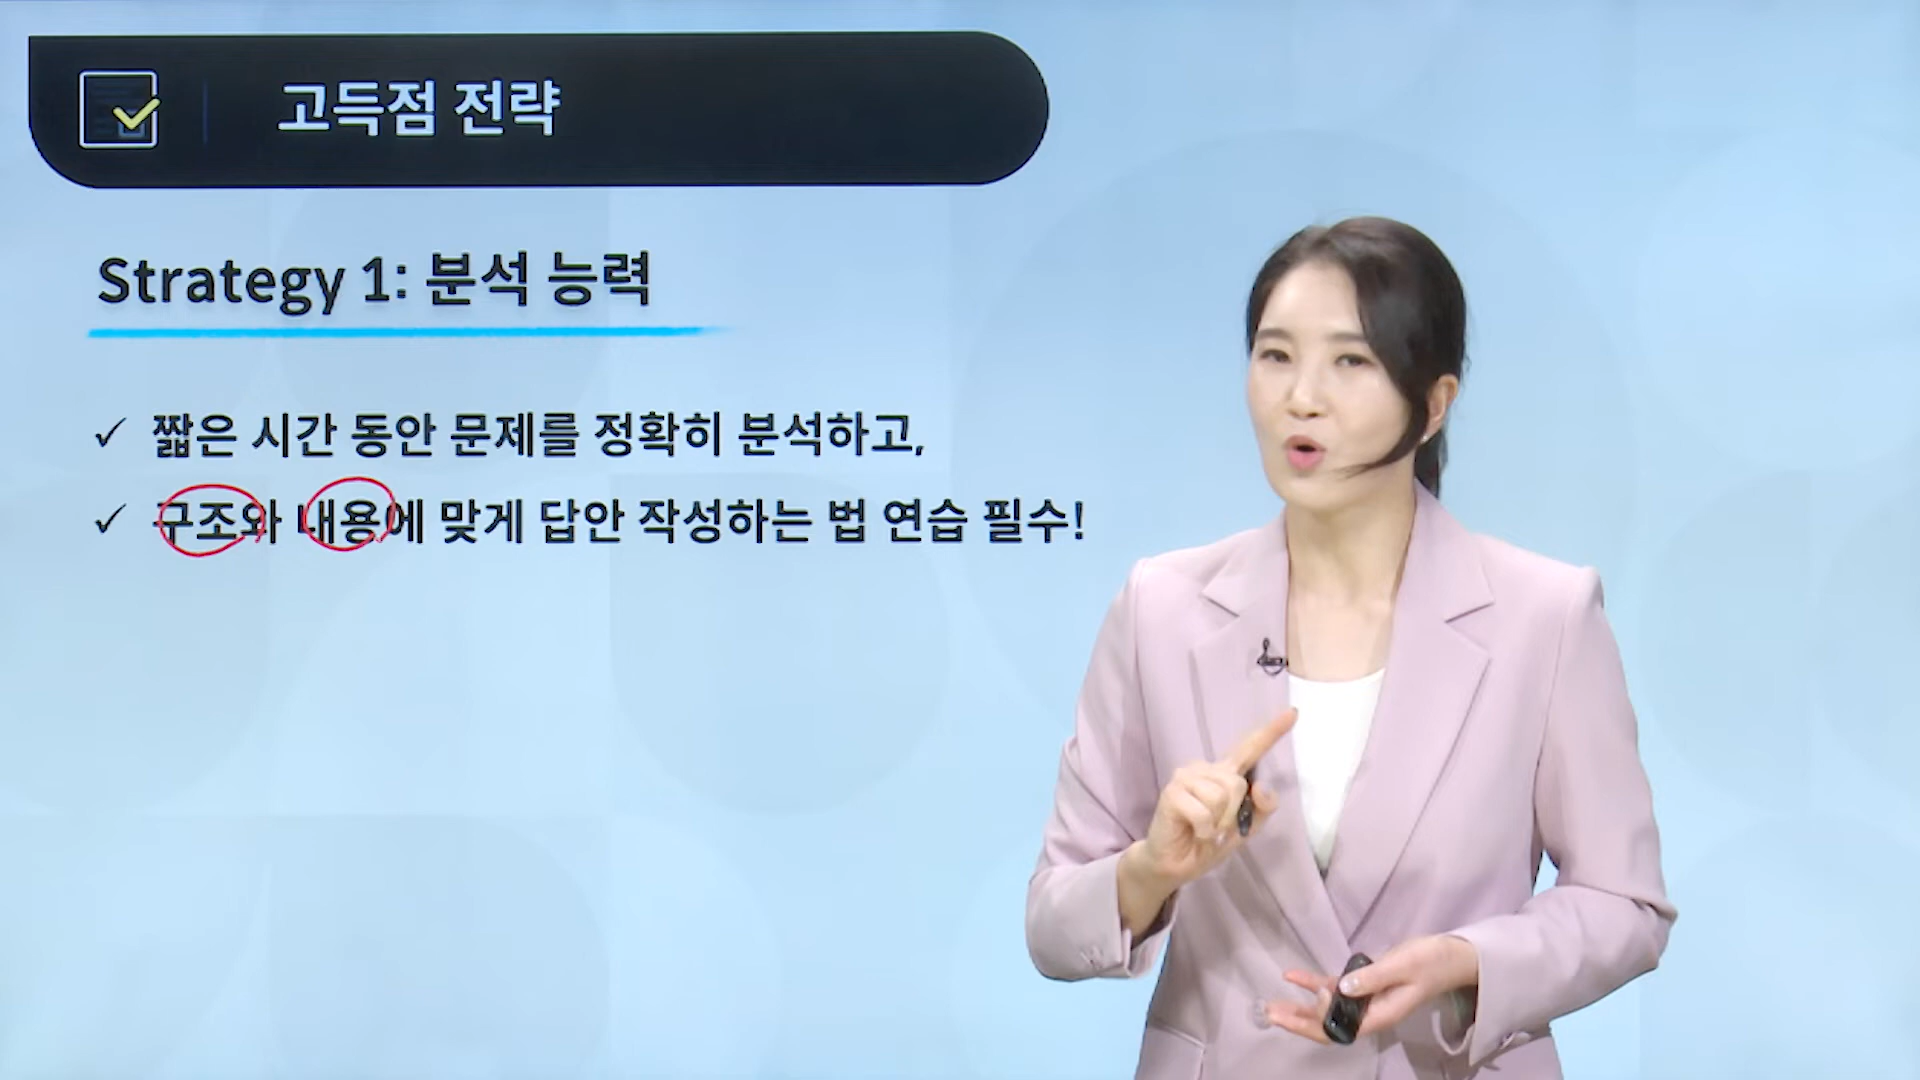 고득점 전략
Strategy 1: 분석 능력
✓ 짧은 시간 동안 문제를 정확히 분석하고,
✓ 구조와 내용에 맞게 답안 작성하는 법 연습 필수!